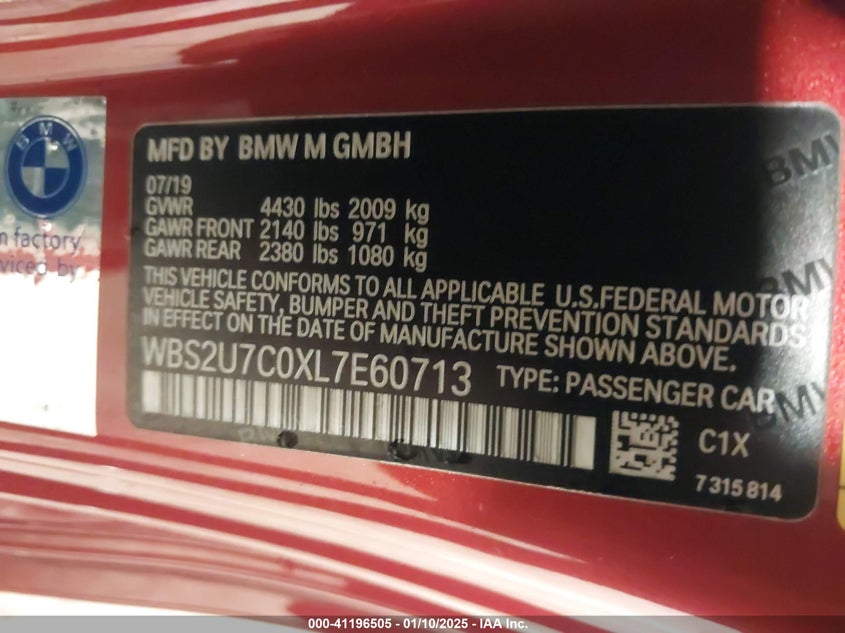 BMW
m factory
viced by
MFD BY BMW M GMBH
07/19
GVWR 4430 lbs 2009 kg
GAWR FRONT 2140 lbs 971 kg
GAWR REAR 2380 lbs 1080 kg
THIS VEHICLE CONFORMS TO ALL APPLICABLE U.S.FEDERAL MOTOR
VEHICLE SAFETY, BUMPER AND THEFT PREVENTION STANDARDS
IN EFFECT ON THE DATE OF MANUFACTURE SHOWN ABOVE.
WBS2U7C0XL7E60713 TYPE: PASSENGER CAR
C1X
7 315 814
BMW
BMW
BMW
000-41196505 — 01/10/2025 — IAA Inc.